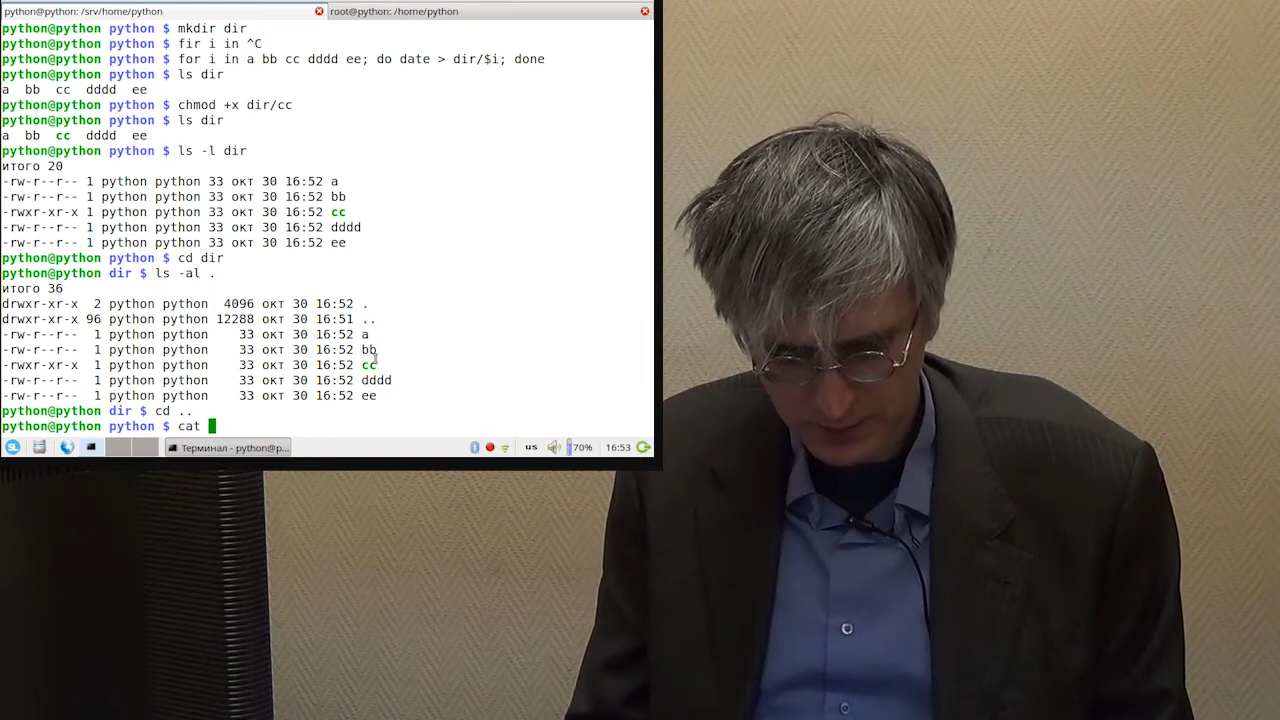 python@python: /srv/home/python
root@python: /home/python
python@python python $ mkdir dir
python@python python $ fir i in ^C
python@python python $ for i in a bb cc dddd ee; do date > dir/$i; done
python@python python $ ls dir
a  bb  cc  dddd  ee
python@python python $ chmod +x dir/cc
python@python python $ ls dir
a  bb  cc  dddd  ee
python@python python $ ls -l dir
итого 20
-rw-r--r-- 1 python python 33 окт 30 16:52 a
-rw-r--r-- 1 python python 33 окт 30 16:52 bb
-rwxr-xr-x 1 python python 33 окт 30 16:52 cc
-rw-r--r-- 1 python python 33 окт 30 16:52 dddd
-rw-r--r-- 1 python python 33 окт 30 16:52 ee
python@python python $ cd dir
python@python dir $ ls -al .
итого 36
drwxr-xr-x  2 python python  4096 окт 30 16:52 .
drwxr-xr-x 96 python python 12288 окт 30 16:51 ..
-rw-r--r--  1 python python    33 окт 30 16:52 a
-rw-r--r--  1 python python    33 окт 30 16:52 bb
-rwxr-xr-x  1 python python    33 окт 30 16:52 cc
-rw-r--r--  1 python python    33 окт 30 16:52 dddd
-rw-r--r--  1 python python    33 окт 30 16:52 ee
python@python dir $ cd ..
python@python python $ cat
SL Терминал - python@p... us 70% 16:53